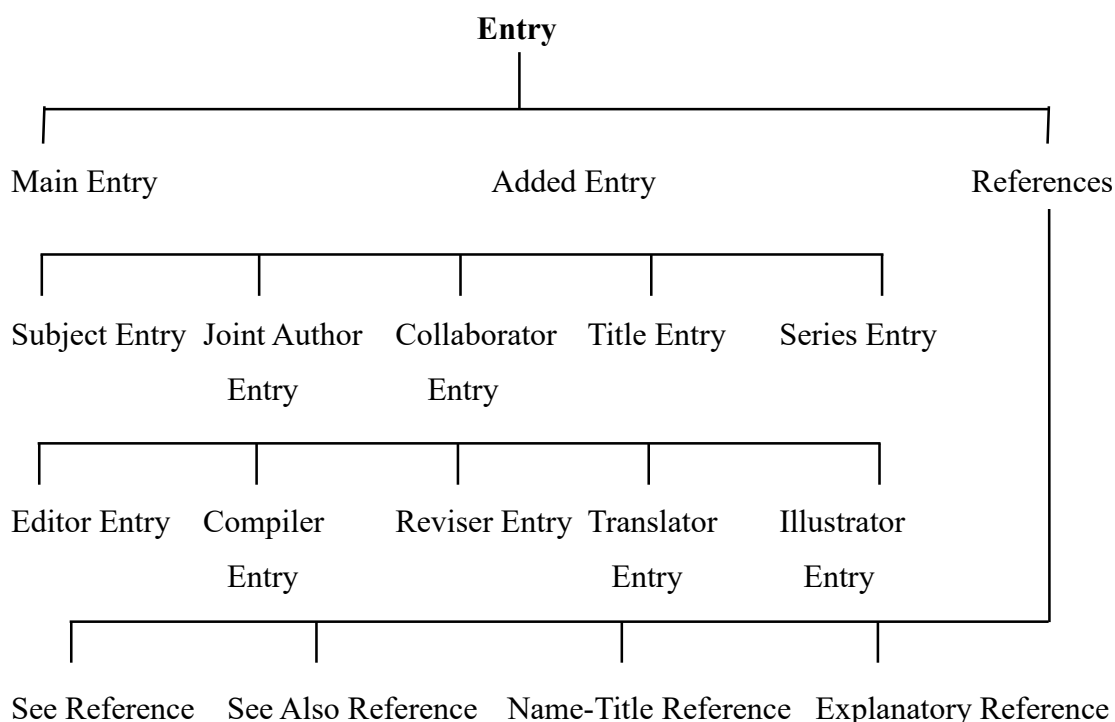 Entry
Main Entry Added Entry References
Subject Entry Joint Author Collaborator Title Entry Series Entry
Entry Entry
Editor Entry Compiler Reviser Entry Translator Illustrator
Entry Entry Entry
See Reference See Also Reference Name-Title Reference Explanatory Reference